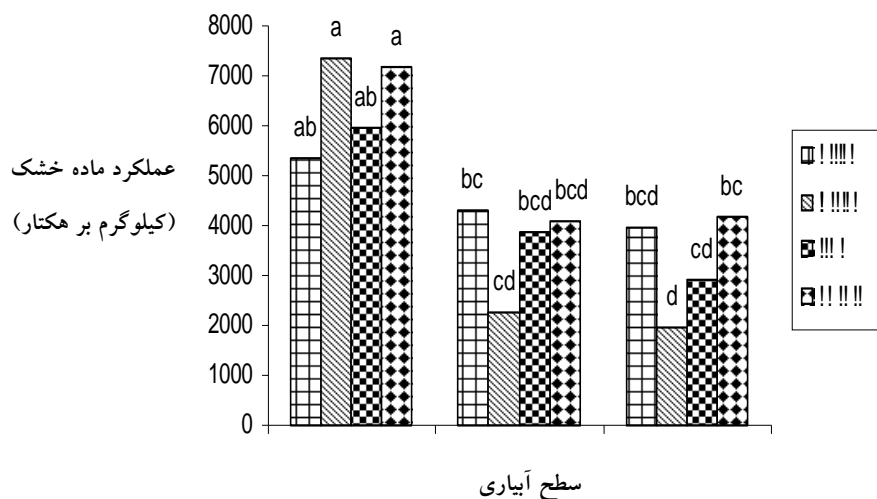 8000
7000
6000
5000
4000
3000
2000
1000
0
عملکرد ماده خشک
(کیلوگرم بر هکتار)
ab
a
ab
a
bc
cd
bcd
bcd
bcd
d
cd
bc
سطح آبیاری